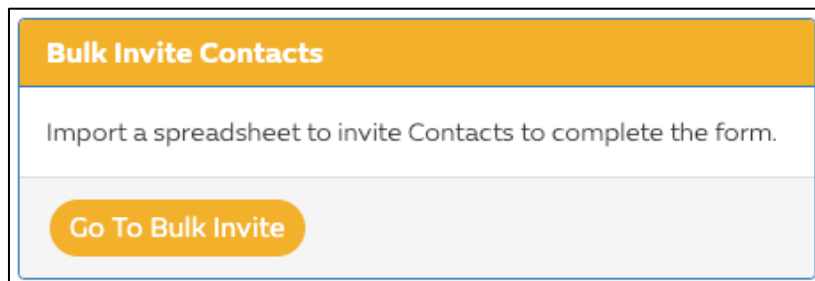 Bulk Invite Contacts
Import a spreadsheet to invite Contacts to complete the form.
Go To Bulk Invite